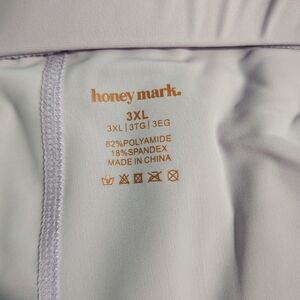 honey mark.
3XL
3XL | 3TG | 3EG
82%POLYAMIDE
18%SPANDEX
MADE IN CHINA